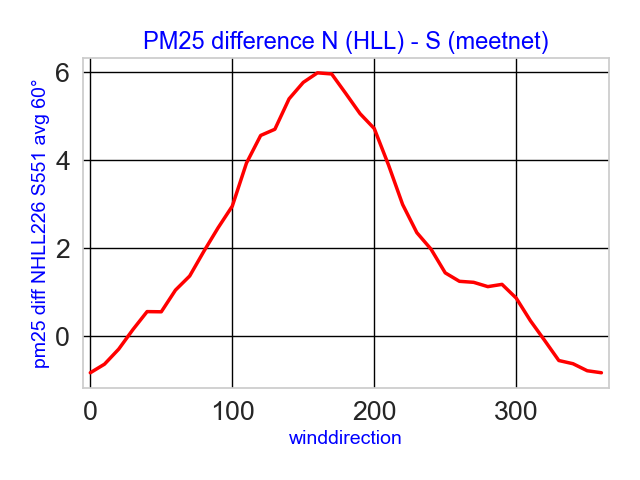 PM25 difference N (HLL) - S (meetnet)
pm25 diff NHLL226 S551 avg 60°
6
4
2
0
0 100 200 300
winddirection